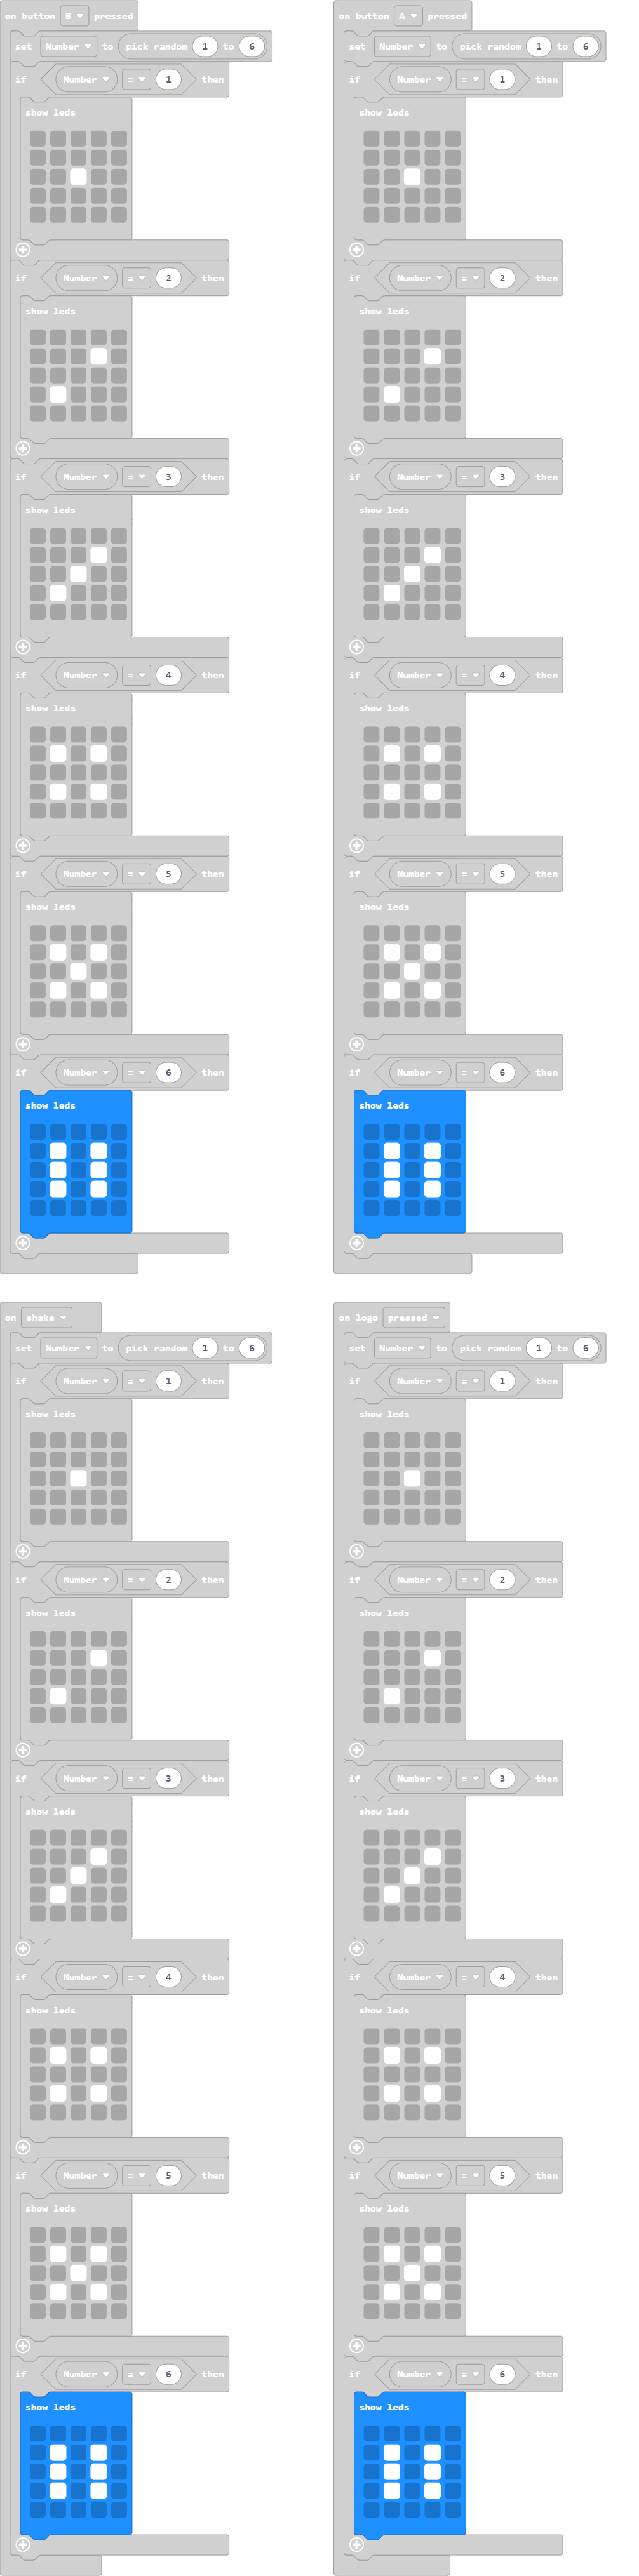 on button B pressed
set Number to pick random 1 to 6
if Number = 1 then
show leds
if Number = 2 then
show leds
if Number = 3 then
show leds
if Number = 4 then
show leds
if Number = 5 then
show leds
if Number = 6 then
show leds
on button A pressed
set Number to pick random 1 to 6
if Number = 1 then
show leds
if Number = 2 then
show leds
if Number = 3 then
show leds
if Number = 4 then
show leds
if Number = 5 then
show leds
if Number = 6 then
show leds
on shake
set Number to pick random 1 to 6
if Number = 1 then
show leds
if Number = 2 then
show leds
if Number = 3 then
show leds
if Number = 4 then
show leds
if Number = 5 then
show leds
if Number = 6 then
show leds
on logo pressed
set Number to pick random 1 to 6
if Number = 1 then
show leds
if Number = 2 then
show leds
if Number = 3 then
show leds
if Number = 4 then
show leds
if Number = 5 then
show leds
if Number = 6 then
show leds